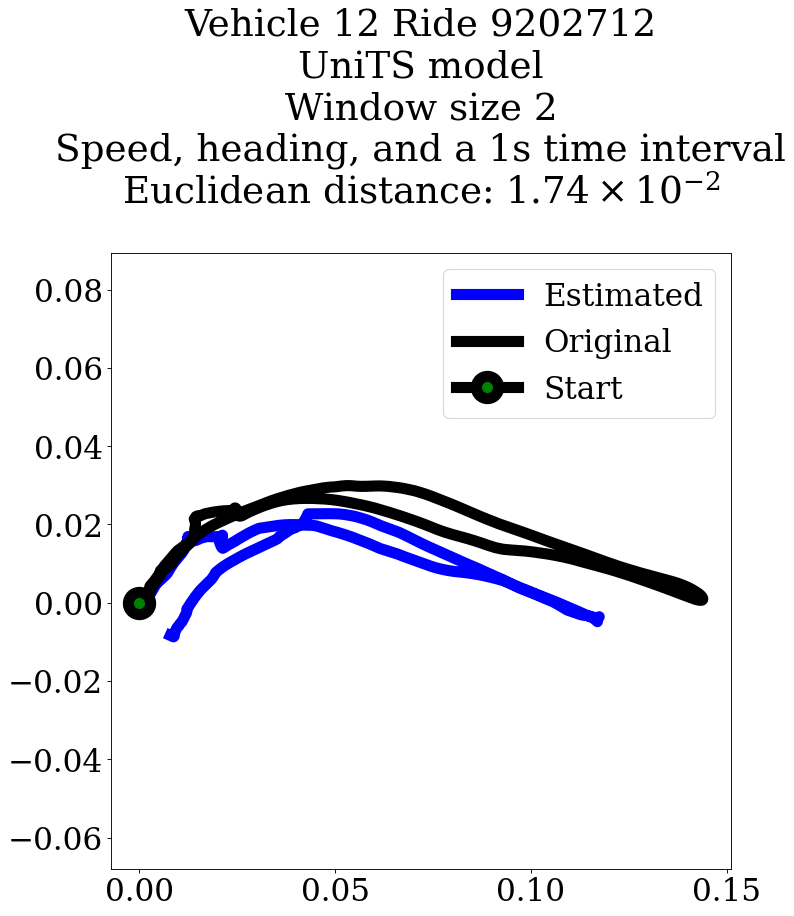 Vehicle 12 Ride 9202712
UniTS model
Window size 2
Speed, heading, and a 1s time interval
Euclidean distance: 1.74 × 10⁻²
Estimated
Original
Start
0.08
0.06
0.04
0.02
0.00
−0.02
−0.04
−0.06
0.00 0.05 0.10 0.15